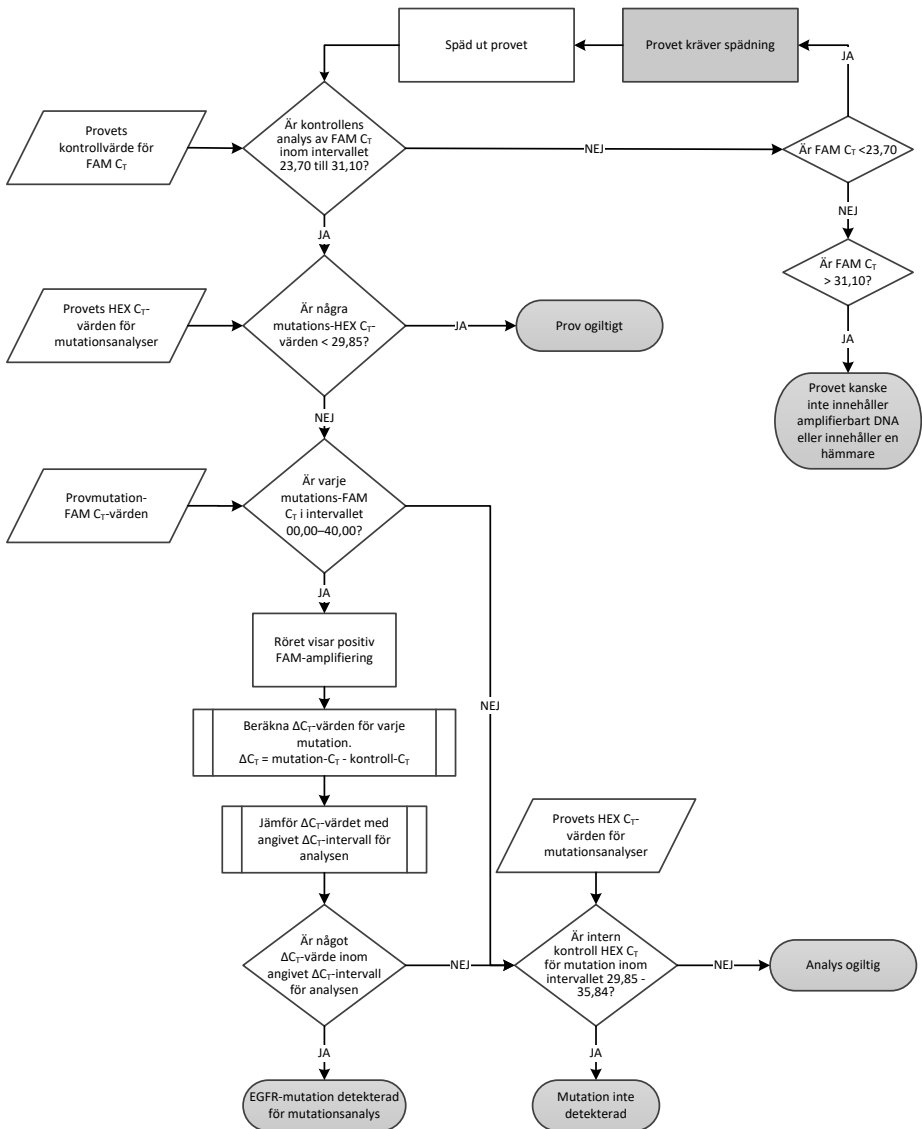 Späd ut provet
Provet kräver spädning
JA
Provets
kontrollvärde för
FAM CT
Är kontrollens
analys av FAM CT
inom intervallet
23,70 till 31,10?
NEJ
Är FAM CT <23,70
JA
NEJ
Provets HEX CT-
värden för
mutationsanalyser
Är några
mutations-HEX CT-
värden < 29,85?
JA
Prov ogiltigt
Är FAM CT
> 31,10?
JA
NEJ
Provet kanske
inte innehåller
amplifierbart DNA
eller innehåller en
hämmare
Provmutation-
FAM CT-värden
Är varje
mutations-FAM
CT i intervallet
00,00–40,00?
JA
Röret visar positiv
FAM-amplifiering
NEJ
Beräkna ΔCT-värden för varje
mutation.
ΔCT = mutation-CT - kontroll-CT
Jämför ΔCT-värdet med
angivet ΔCT-intervall för
analysen
Provets HEX CT-
värden för
mutationsanalyser
Är något
ΔCT-värde inom
angivet ΔCT-intervall
för analysen
NEJ
Är intern
kontroll HEX CT
för mutation inom
intervallet 29,85 -
35,84?
NEJ
Analys ogiltig
JA
JA
EGFR-mutation detekterad
för mutationsanalys
Mutation inte
detekterad